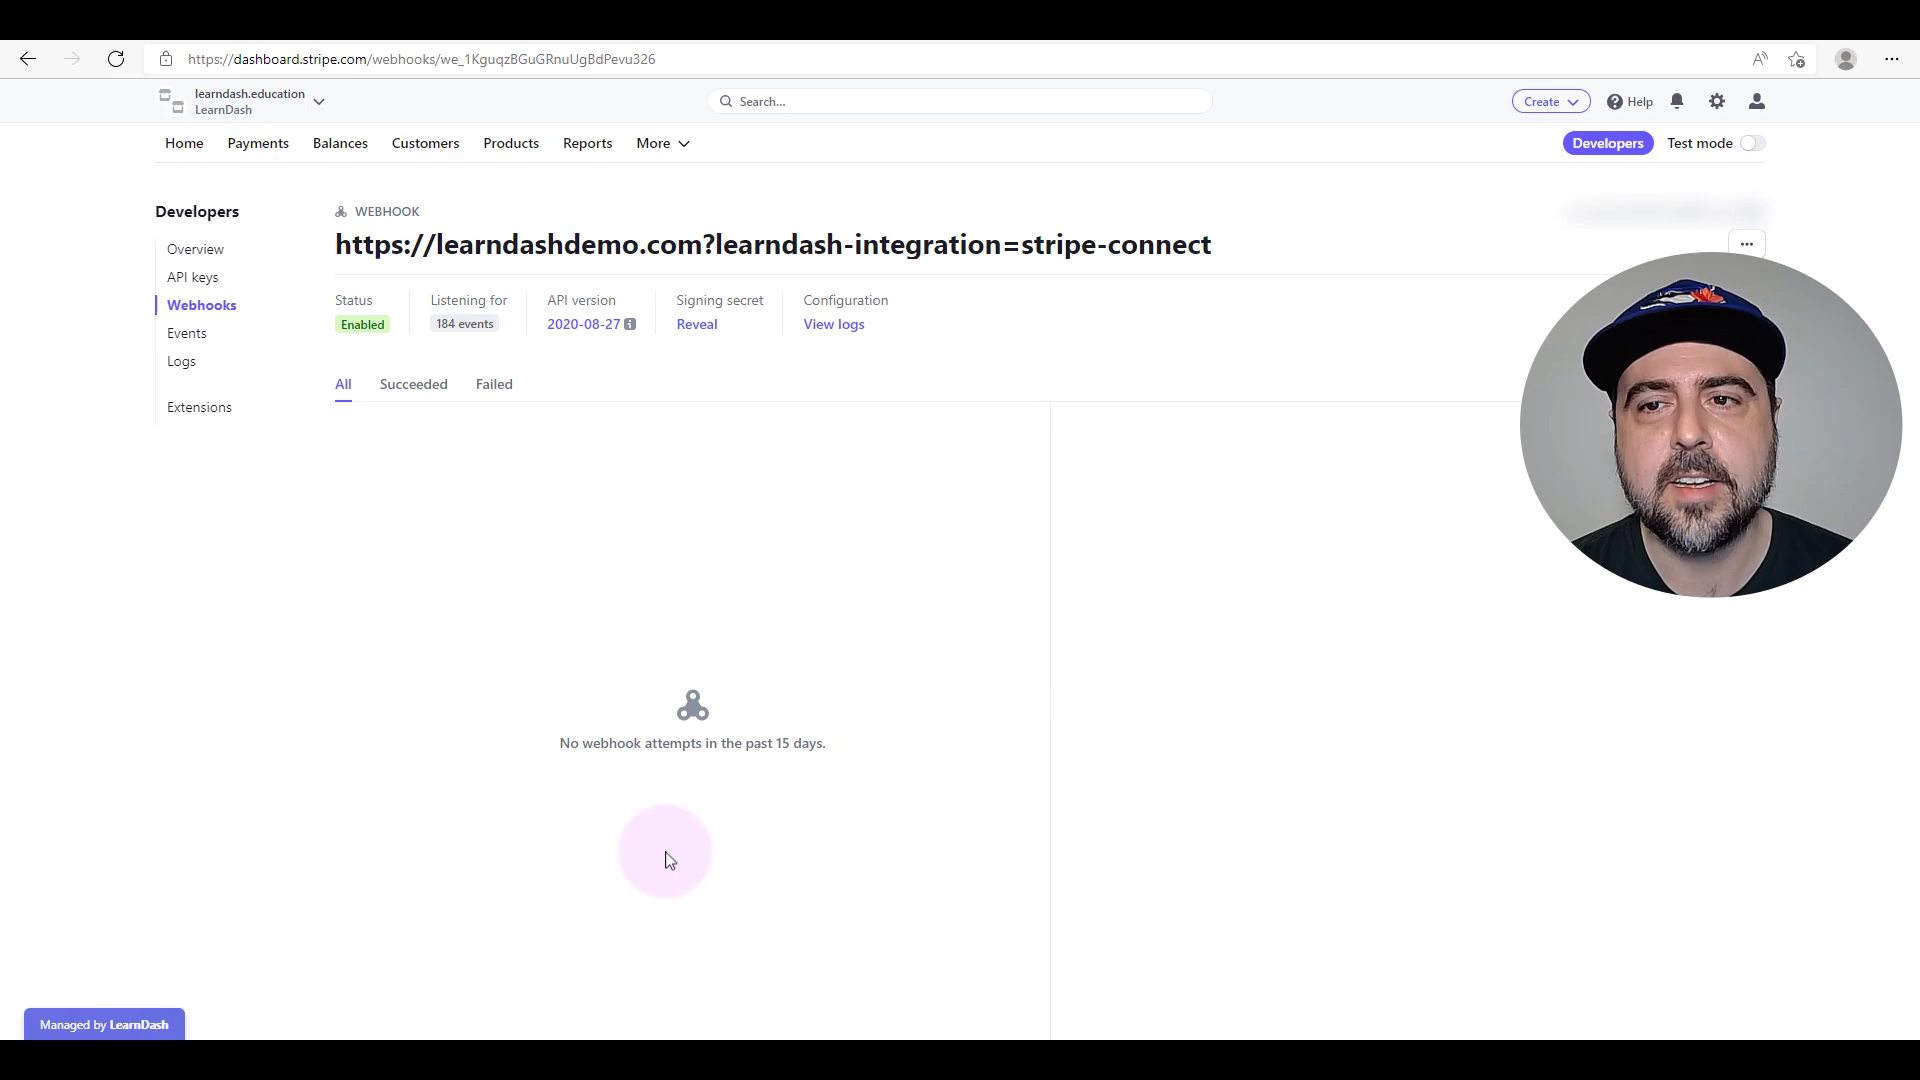 https://dashboard.stripe.com/webhooks/we_1KguqzBGuGRnuUgBdPevu326
learndash.education
LearnDash
Search...
Create
Help
Home
Payments
Balances
Customers
Products
Reports
More
Developers
Test mode
Developers
Overview
API keys
Webhooks
Events
Logs
Extensions
WEBHOOK
https://learndashdemo.com?learndash-integration=stripe-connect
Status
Enabled
Listening for
184 events
API version
2020-08-27
Signing secret
Reveal
Configuration
View logs
All
Succeeded
Failed
No webhook attempts in the past 15 days.
Managed by LearnDash